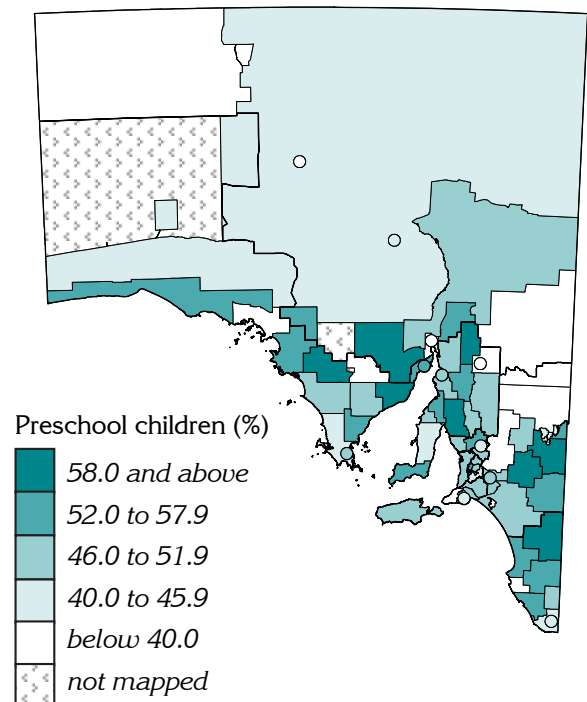 Preschool children (%)
58.0 and above
52.0 to 57.9
46.0 to 51.9
40.0 to 45.9
below 40.0
not mapped